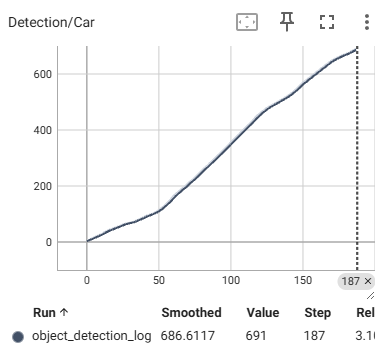 Detection/Car
600
400
200
0
0 50 100 150 187 ×
Run ↑ Smoothed Value Step Rel
object_detection_log 686.6117 691 187